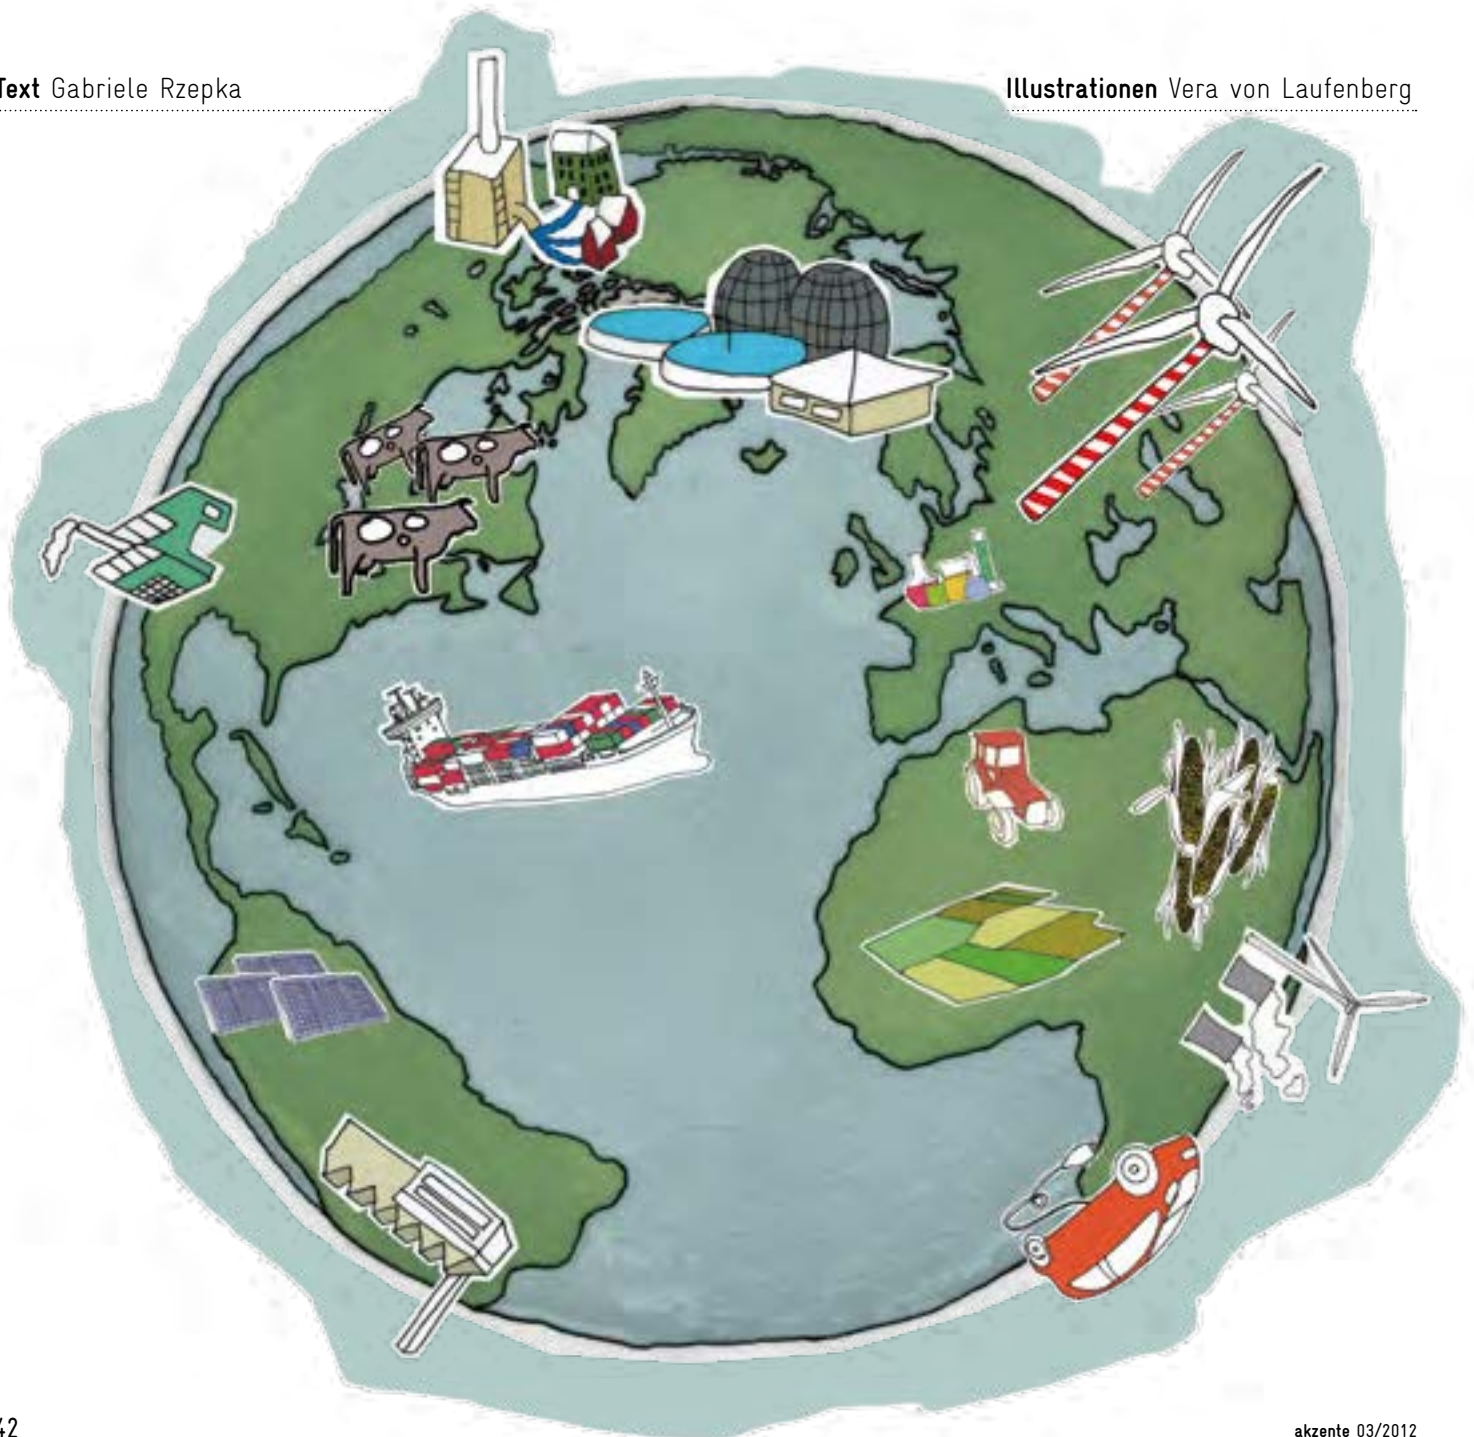 Text Gabriele Rzepka
Illustrationen Vera von Laufenberg
42
akzente 03/2012